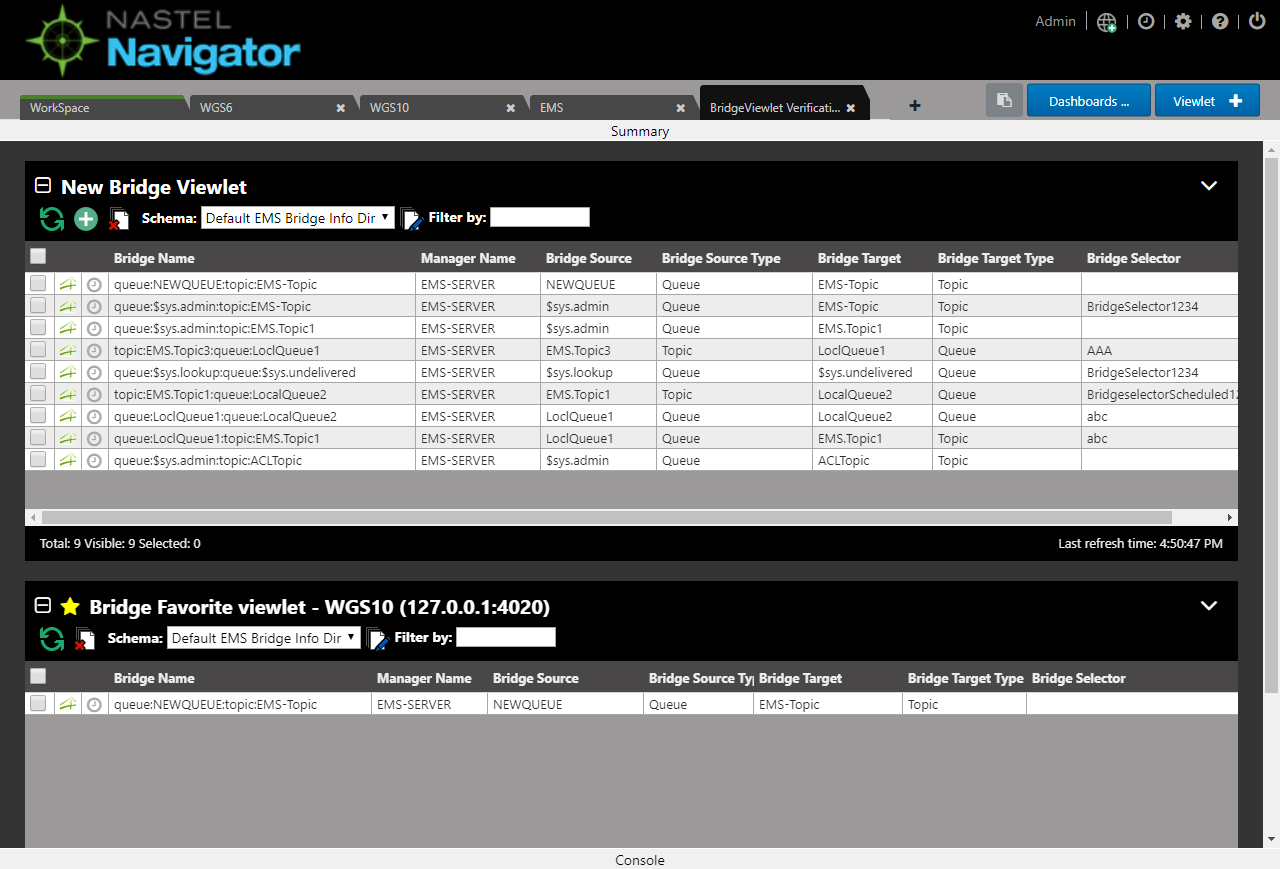 NASTEL
Navigator
Admin
WorkSpace WGS6 WGS10 EMS BridgeViewlet Verificati... Dashboards ... Viewlet
Summary
New Bridge Viewlet
Schema: Default EMS Bridge Info Dir Filter by:
Bridge Name Manager Name Bridge Source Bridge Source Type Bridge Target Bridge Target Type Bridge Selector
queue:NEWQUEUE:topic:EMS-Topic EMS-SERVER NEWQUEUE Queue EMS-Topic Topic
queue:$sys.admin:topic:EMS-Topic EMS-SERVER $sys.admin Queue EMS-Topic Topic BridgeSelector1234
queue:$sys.admin:topic:EMS.Topic1 EMS-SERVER $sys.admin Queue EMS.Topic1 Topic
topic:EMS.Topic3:queue:LoclQueue1 EMS-SERVER EMS.Topic3 Topic LoclQueue1 Queue AAA
queue:$sys.lookup:queue:$sys.undelivered EMS-SERVER $sys.lookup Queue $sys.undelivered Queue BridgeSelector1234
topic:EMS.Topic1:queue:LocalQueue2 EMS-SERVER EMS.Topic1 Topic LocalQueue2 Queue BridgeselectorScheduled12
queue:LoclQueue1:queue:LocalQueue2 EMS-SERVER LoclQueue1 Queue LocalQueue2 Queue abc
queue:LoclQueue1:topic:EMS.Topic1 EMS-SERVER LoclQueue1 Queue EMS.Topic1 Topic abc
queue:$sys.admin:topic:ACLTopic EMS-SERVER $sys.admin Queue ACLTopic Topic
Total: 9 Visible: 9 Selected: 0 Last refresh time: 4:50:47 PM
Bridge Favorite viewlet - WGS10 (127.0.0.1:4020)
Schema: Default EMS Bridge Info Dir Filter by:
Bridge Name Manager Name Bridge Source Bridge Source Typ Bridge Target Bridge Target Type Bridge Selector
queue:NEWQUEUE:topic:EMS-Topic EMS-SERVER NEWQUEUE Queue EMS-Topic Topic
Console